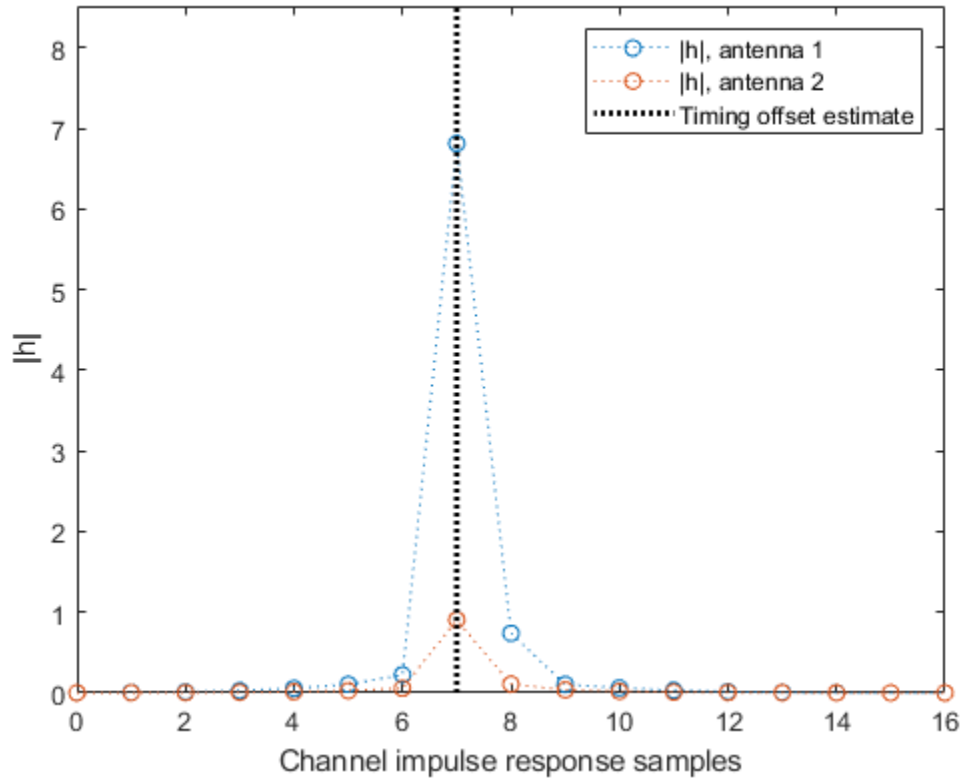 8
7
6
5
4
3
2
1
0
|h|
0 2 4 6 8 10 12 14 16
Channel impulse response samples
|h|, antenna 1
|h|, antenna 2
Timing offset estimate